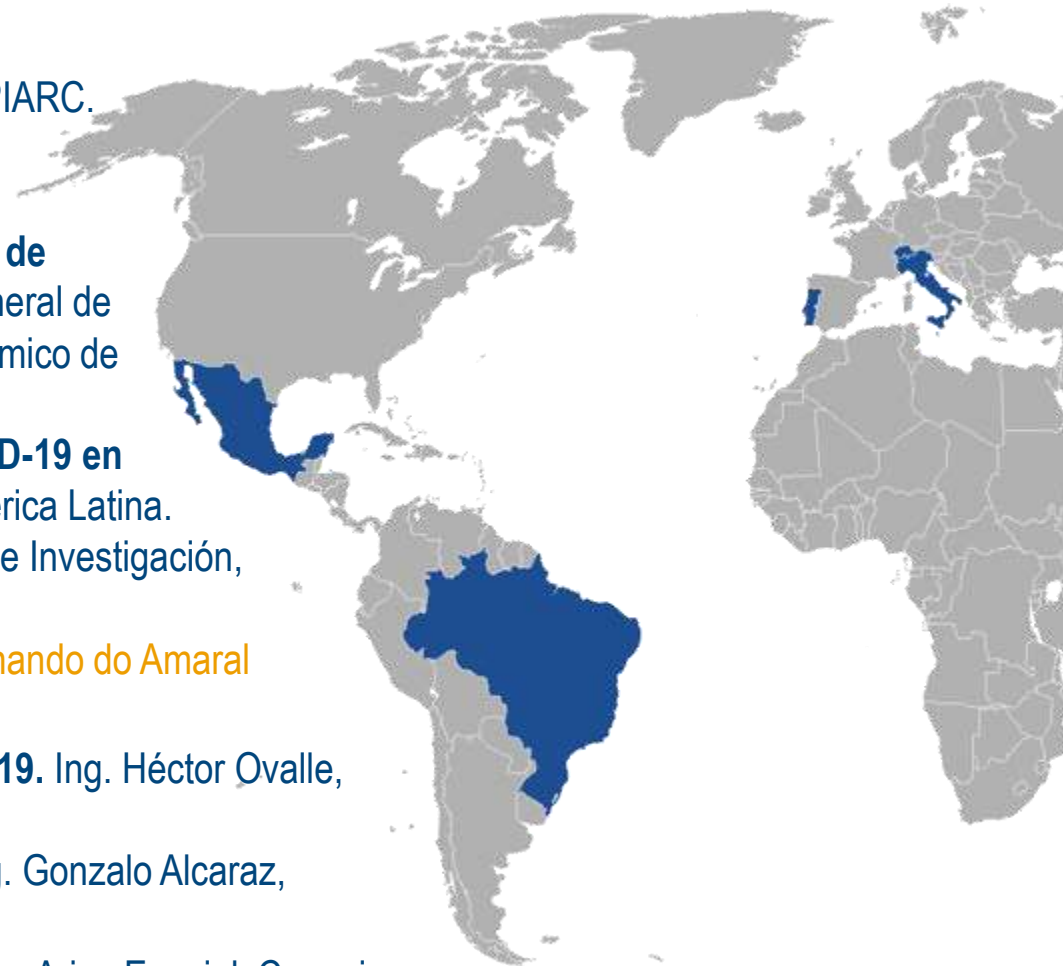 PIARC.
de
neral de
mico de
D-19 en
érica Latina.
e Investigación,
nando do Amaral
19. Ing. Héctor Ovalle,
g. Gonzalo Alcaraz,